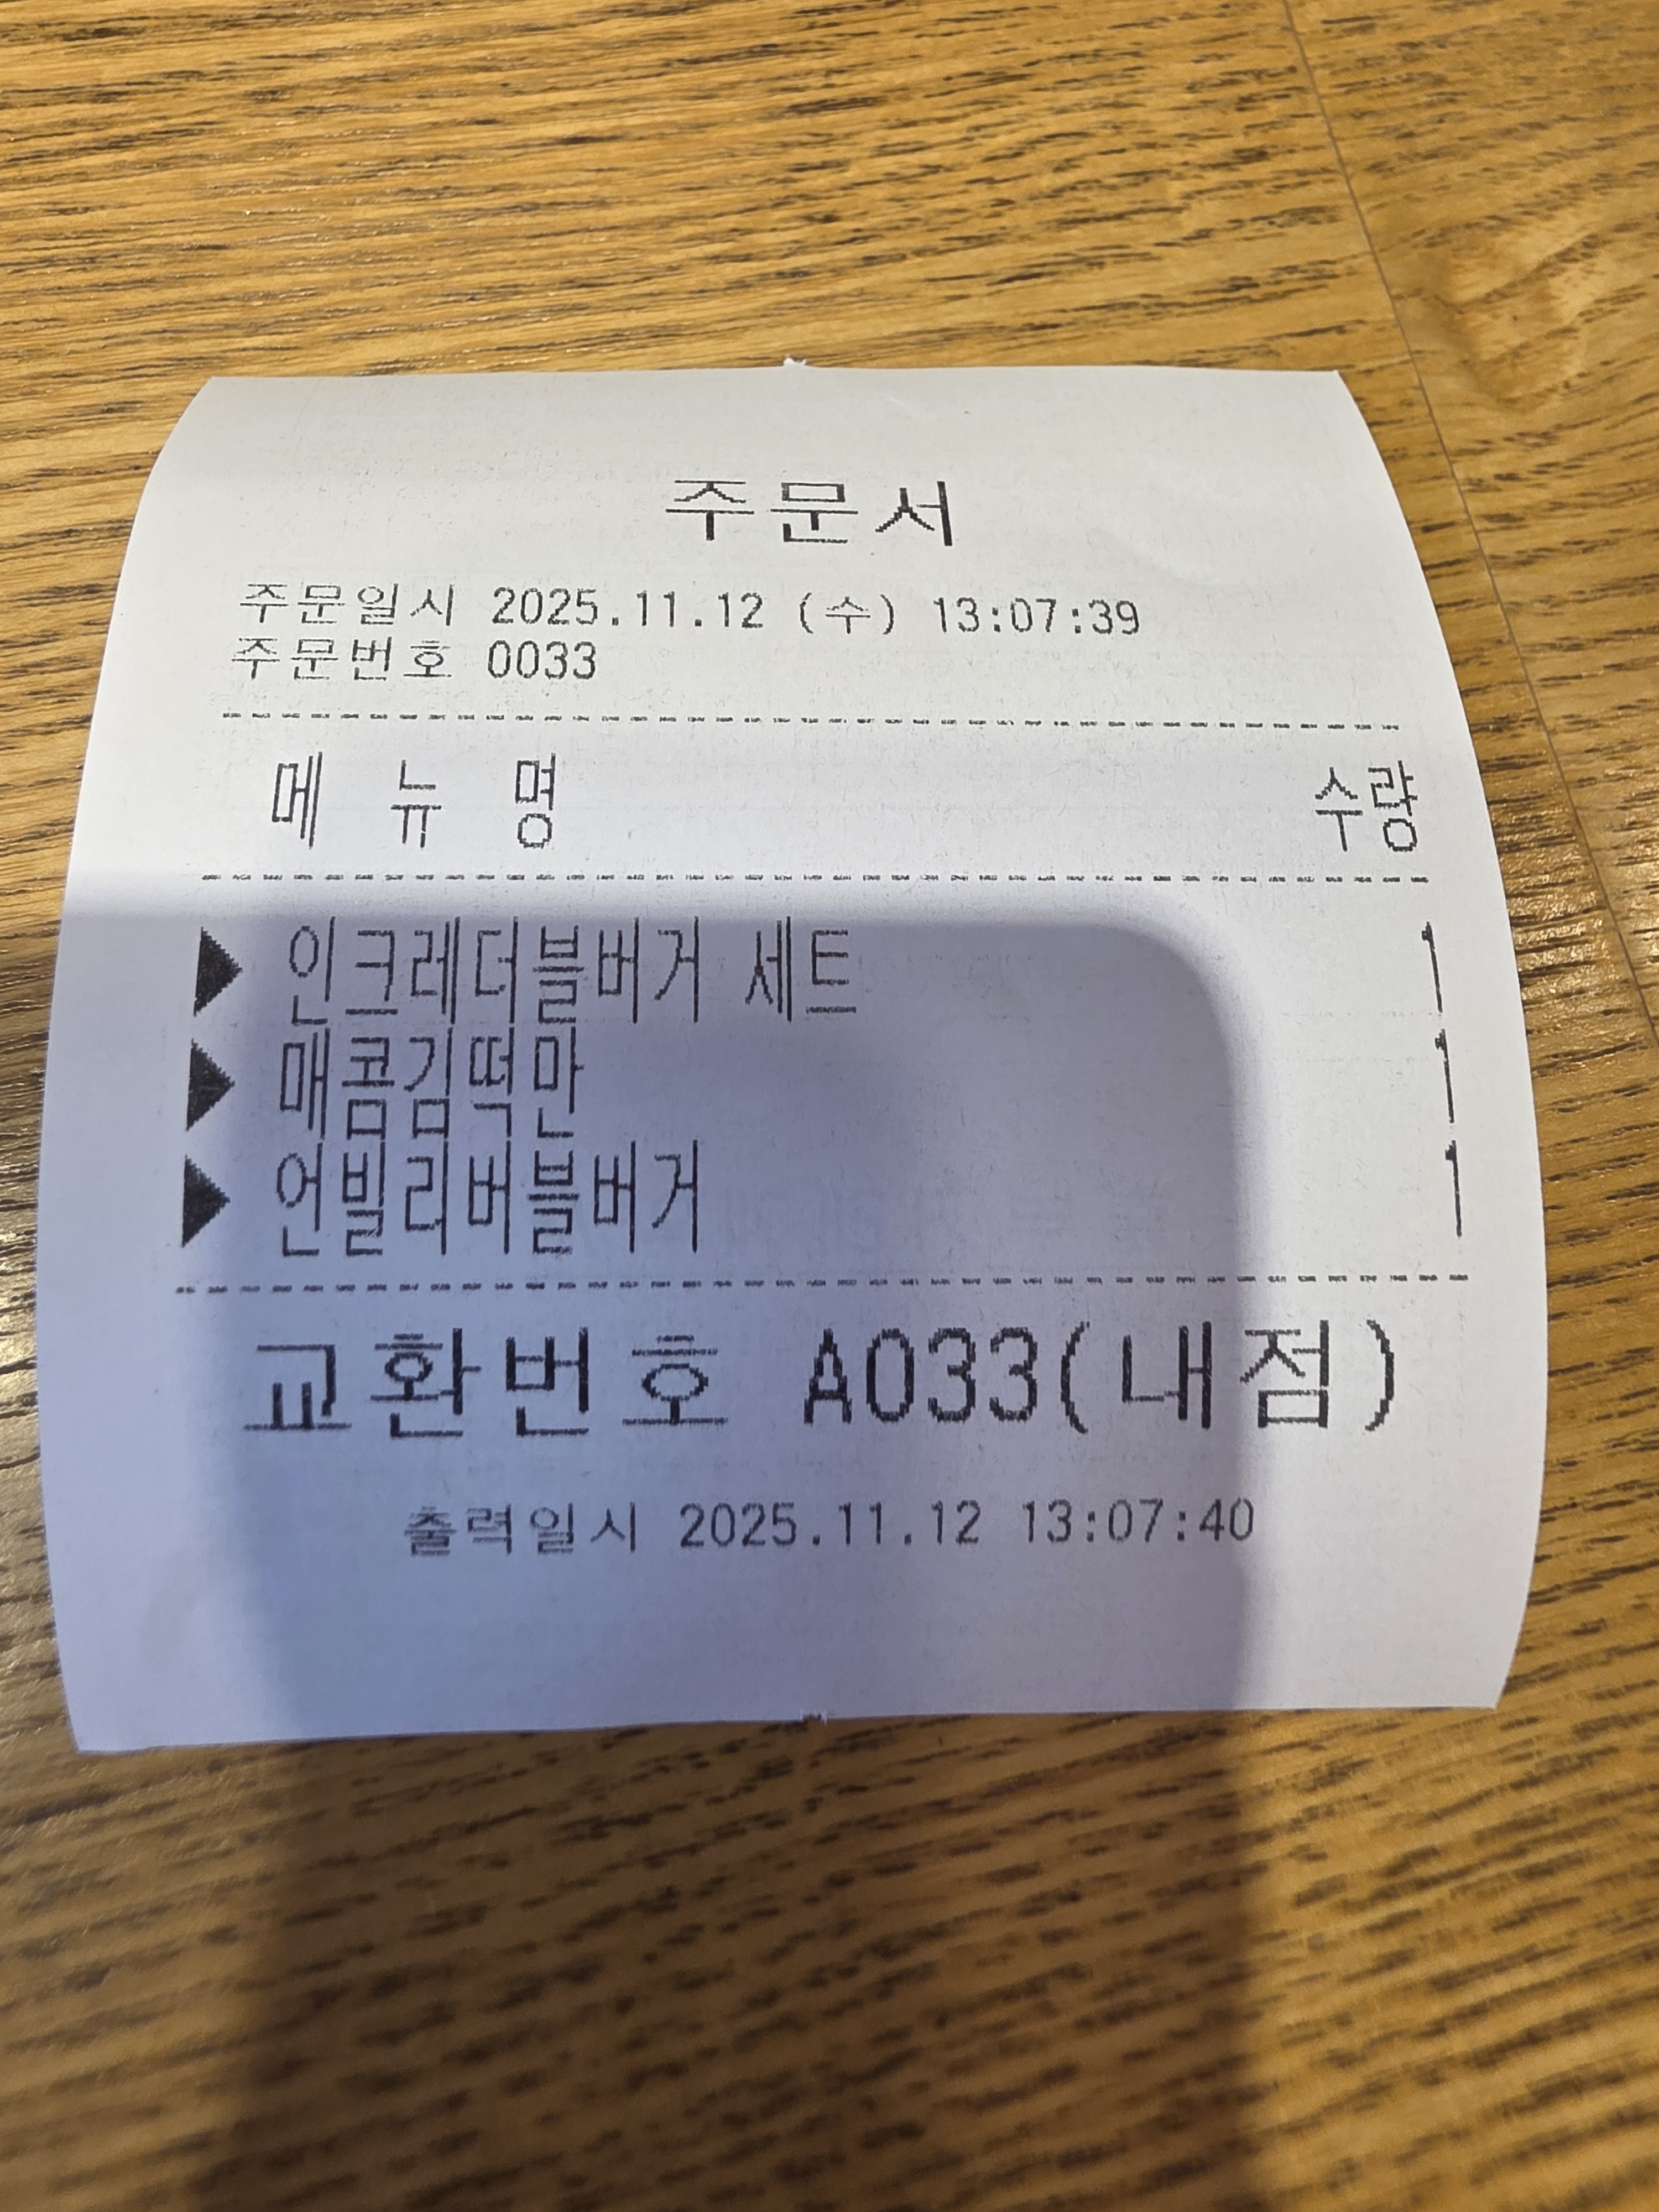 주문서
주문일시 2025.11.12 (수) 13:07:39
주문번호 0033
메 뉴 명 수량
▶ 인크레더블버거 세트 1
▶ 매콤김떡만 1
▶ 언빌리버블버거 1
교환번호 A033(내점)
출력일시 2025.11.12 13:07:40